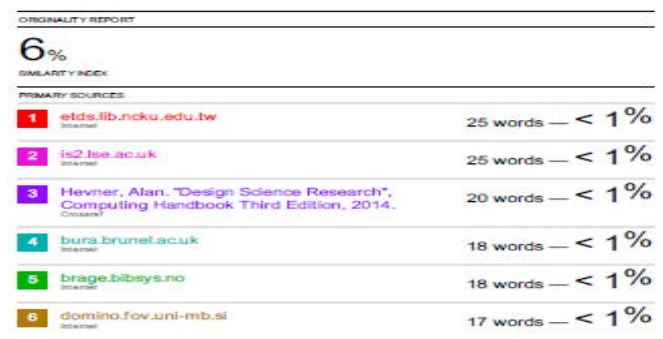 ORIGINALITY REPORT
6%
SIMILARITY INDEX
PRIMARY SOURCES
1 etds.lib.ncku.edu.tw 25 words — < 1%
Internet
2 is2.lse.ac.uk 25 words — < 1%
Internet
3 Hevner, Alan. "Design Science Research", 20 words — < 1%
Computing Handbook Third Edition, 2014.
Crossref
4 bura.brunel.ac.uk 18 words — < 1%
Internet
5 brage.bibsys.no 18 words — < 1%
Internet
6 domino.fov.uni-mb.si 17 words — < 1%
Internet